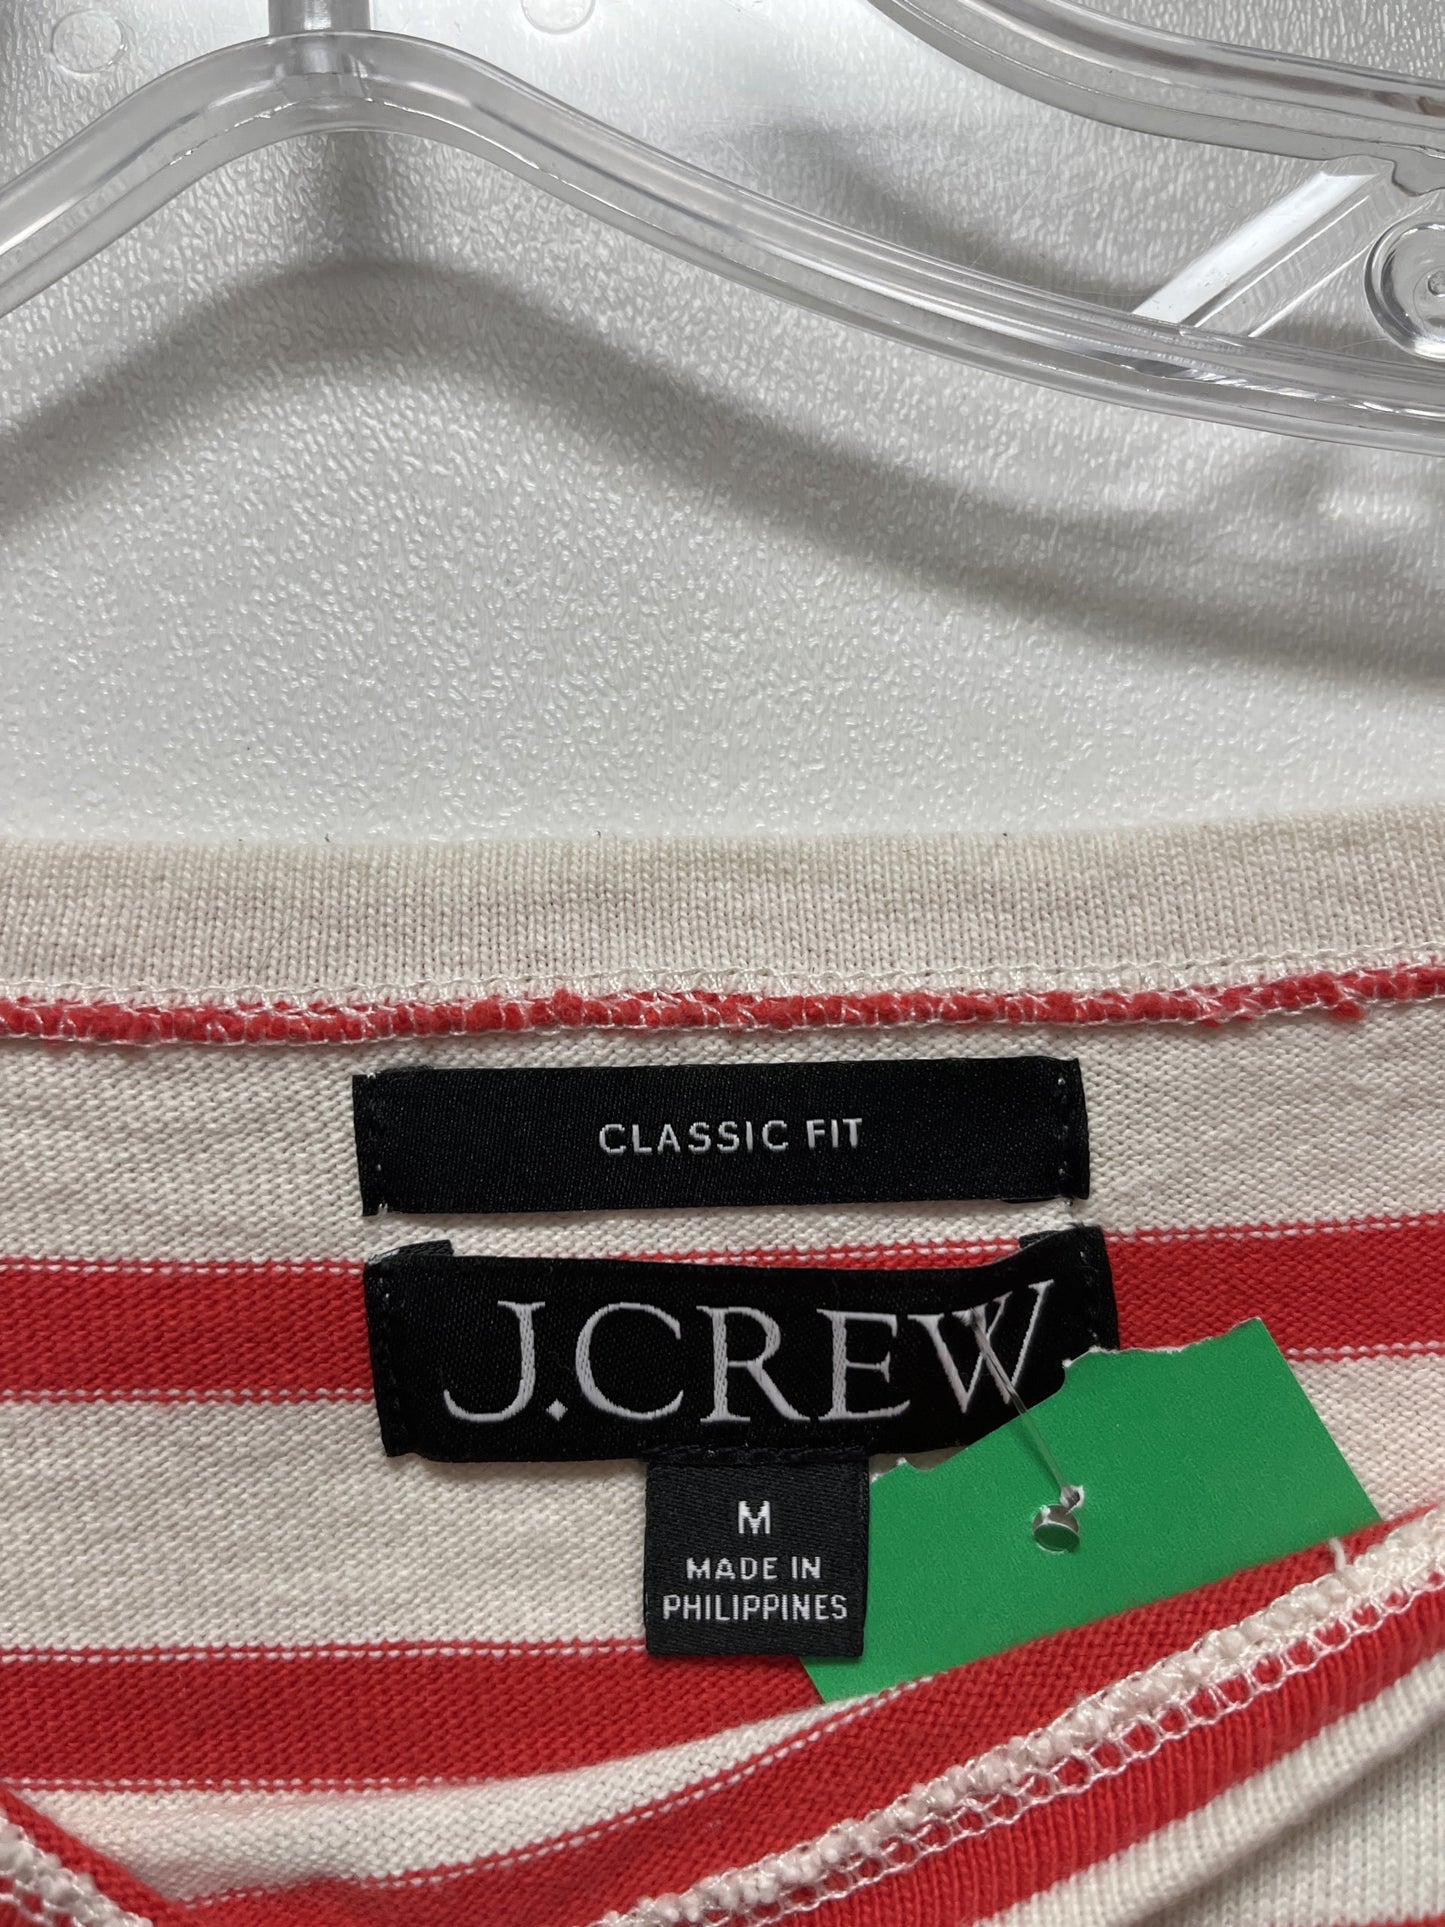 CLASSIC FIT
J.CREW
M
MADE IN
PHILIPPINES